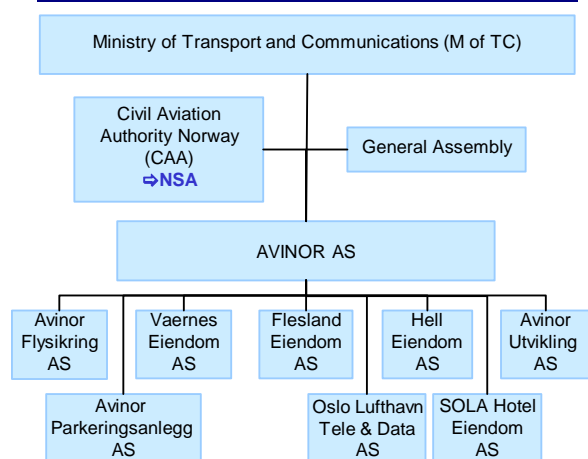 Ministry of Transport and Communications (M of TC)
Civil Aviation
Authority Norway
(CAA)
⇨NSA
General Assembly
AVINOR AS
Avinor
Flysikring
AS
Vaernes
Eiendom
AS
Flesland
Eiendom
AS
Hell
Eiendom
AS
Avinor
Utvikling
AS
Avinor
Parkeringsanlegg
AS
Oslo Lufthavn
Tele & Data
AS
SOLA Hotel
Eiendom
AS